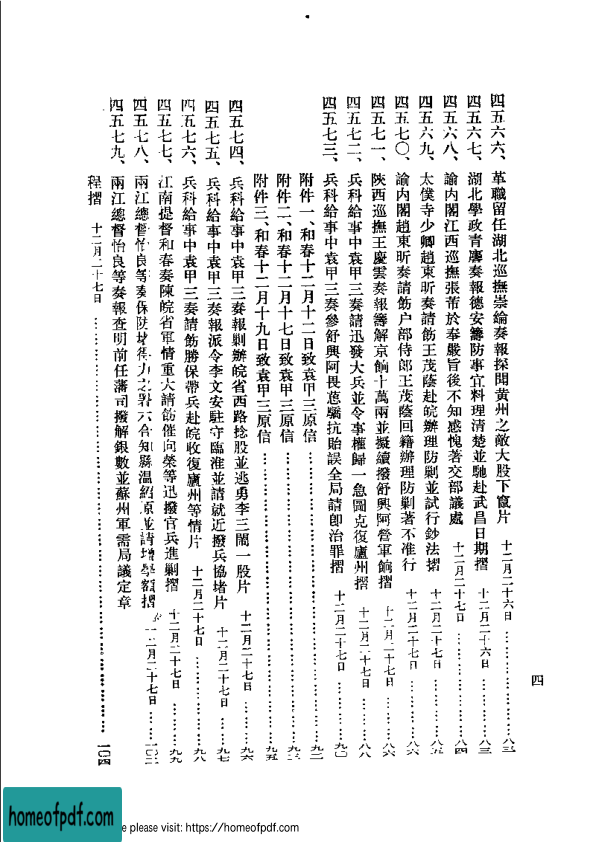 四五六六、革職留任湖北巡撫崇綸奏報探聞黃州之敵大股下竄片 十二月二十六日……八三
四五六七、湖北學政青麐奏報德安籌防事宜料理清楚並馳赴武昌日期摺 十二月二十六日……八三
四五六八、諭內閣江西巡撫張芾於奉嚴旨後不知感愧著交部議處 十二月二十七日……八四
四五六九、太僕寺少卿趙東昕奏請飭王茂蔭赴皖辦理防剿並試行鈔法摺 十二月二十七日……八五
四五七〇、諭內閣趙東昕奏請飭户部侍郎王茂蔭回籍辦理防剿著不准行 十二月二十七日……八六
四五七一、陝西巡撫王慶雲奏報籌解京餉十萬兩並擬續撥舒興阿營軍餉摺 十二月二十七日……八六
四五七二、兵科給事中袁甲三奏請迅發大兵並令事權歸一急圖克復廬州摺 十二月二十七日……八八
四五七三、兵科給事中袁甲三奏參舒興阿畏葸驕抗貽誤全局請卽治罪摺 十二月二十七日……九〇
附件一、和春十二月十二日致袁甲三原信……九二
附件二、和春十二月十七日致袁甲三原信……九三
附件三、和春十二月十九日致袁甲三原信……九五
四五七四、兵科給事中袁甲三奏報剿辦皖省西路捻股並逃勇李三鬧一股片 十二月二十七日……九六
四五七五、兵科給事中袁甲三奏報派令李文安駐守臨淮並請就近撥兵協堵片 十二月二十七日……九七
四五七六、兵科給事中袁甲三奏請飭勝保帶兵赴皖收復廬州等情片 十二月二十七日……九八
四五七七、江南提督和春奏陳皖省軍情重大請飭催向榮等迅撥官兵進剿摺 十二月二十七日……九九
四五七八、兩江總督怡良等奏保防堵得力之署六合知縣溫紹原並請增學額摺 十二月二十七日……
四五七九、兩江總督怡良等奏報查明前任藩司撥解銀數並蘇州軍需局議定章
程摺 十二月二十七日……一〇四
四
homeofpdf.com
e please visit: https://homeofpdf.com